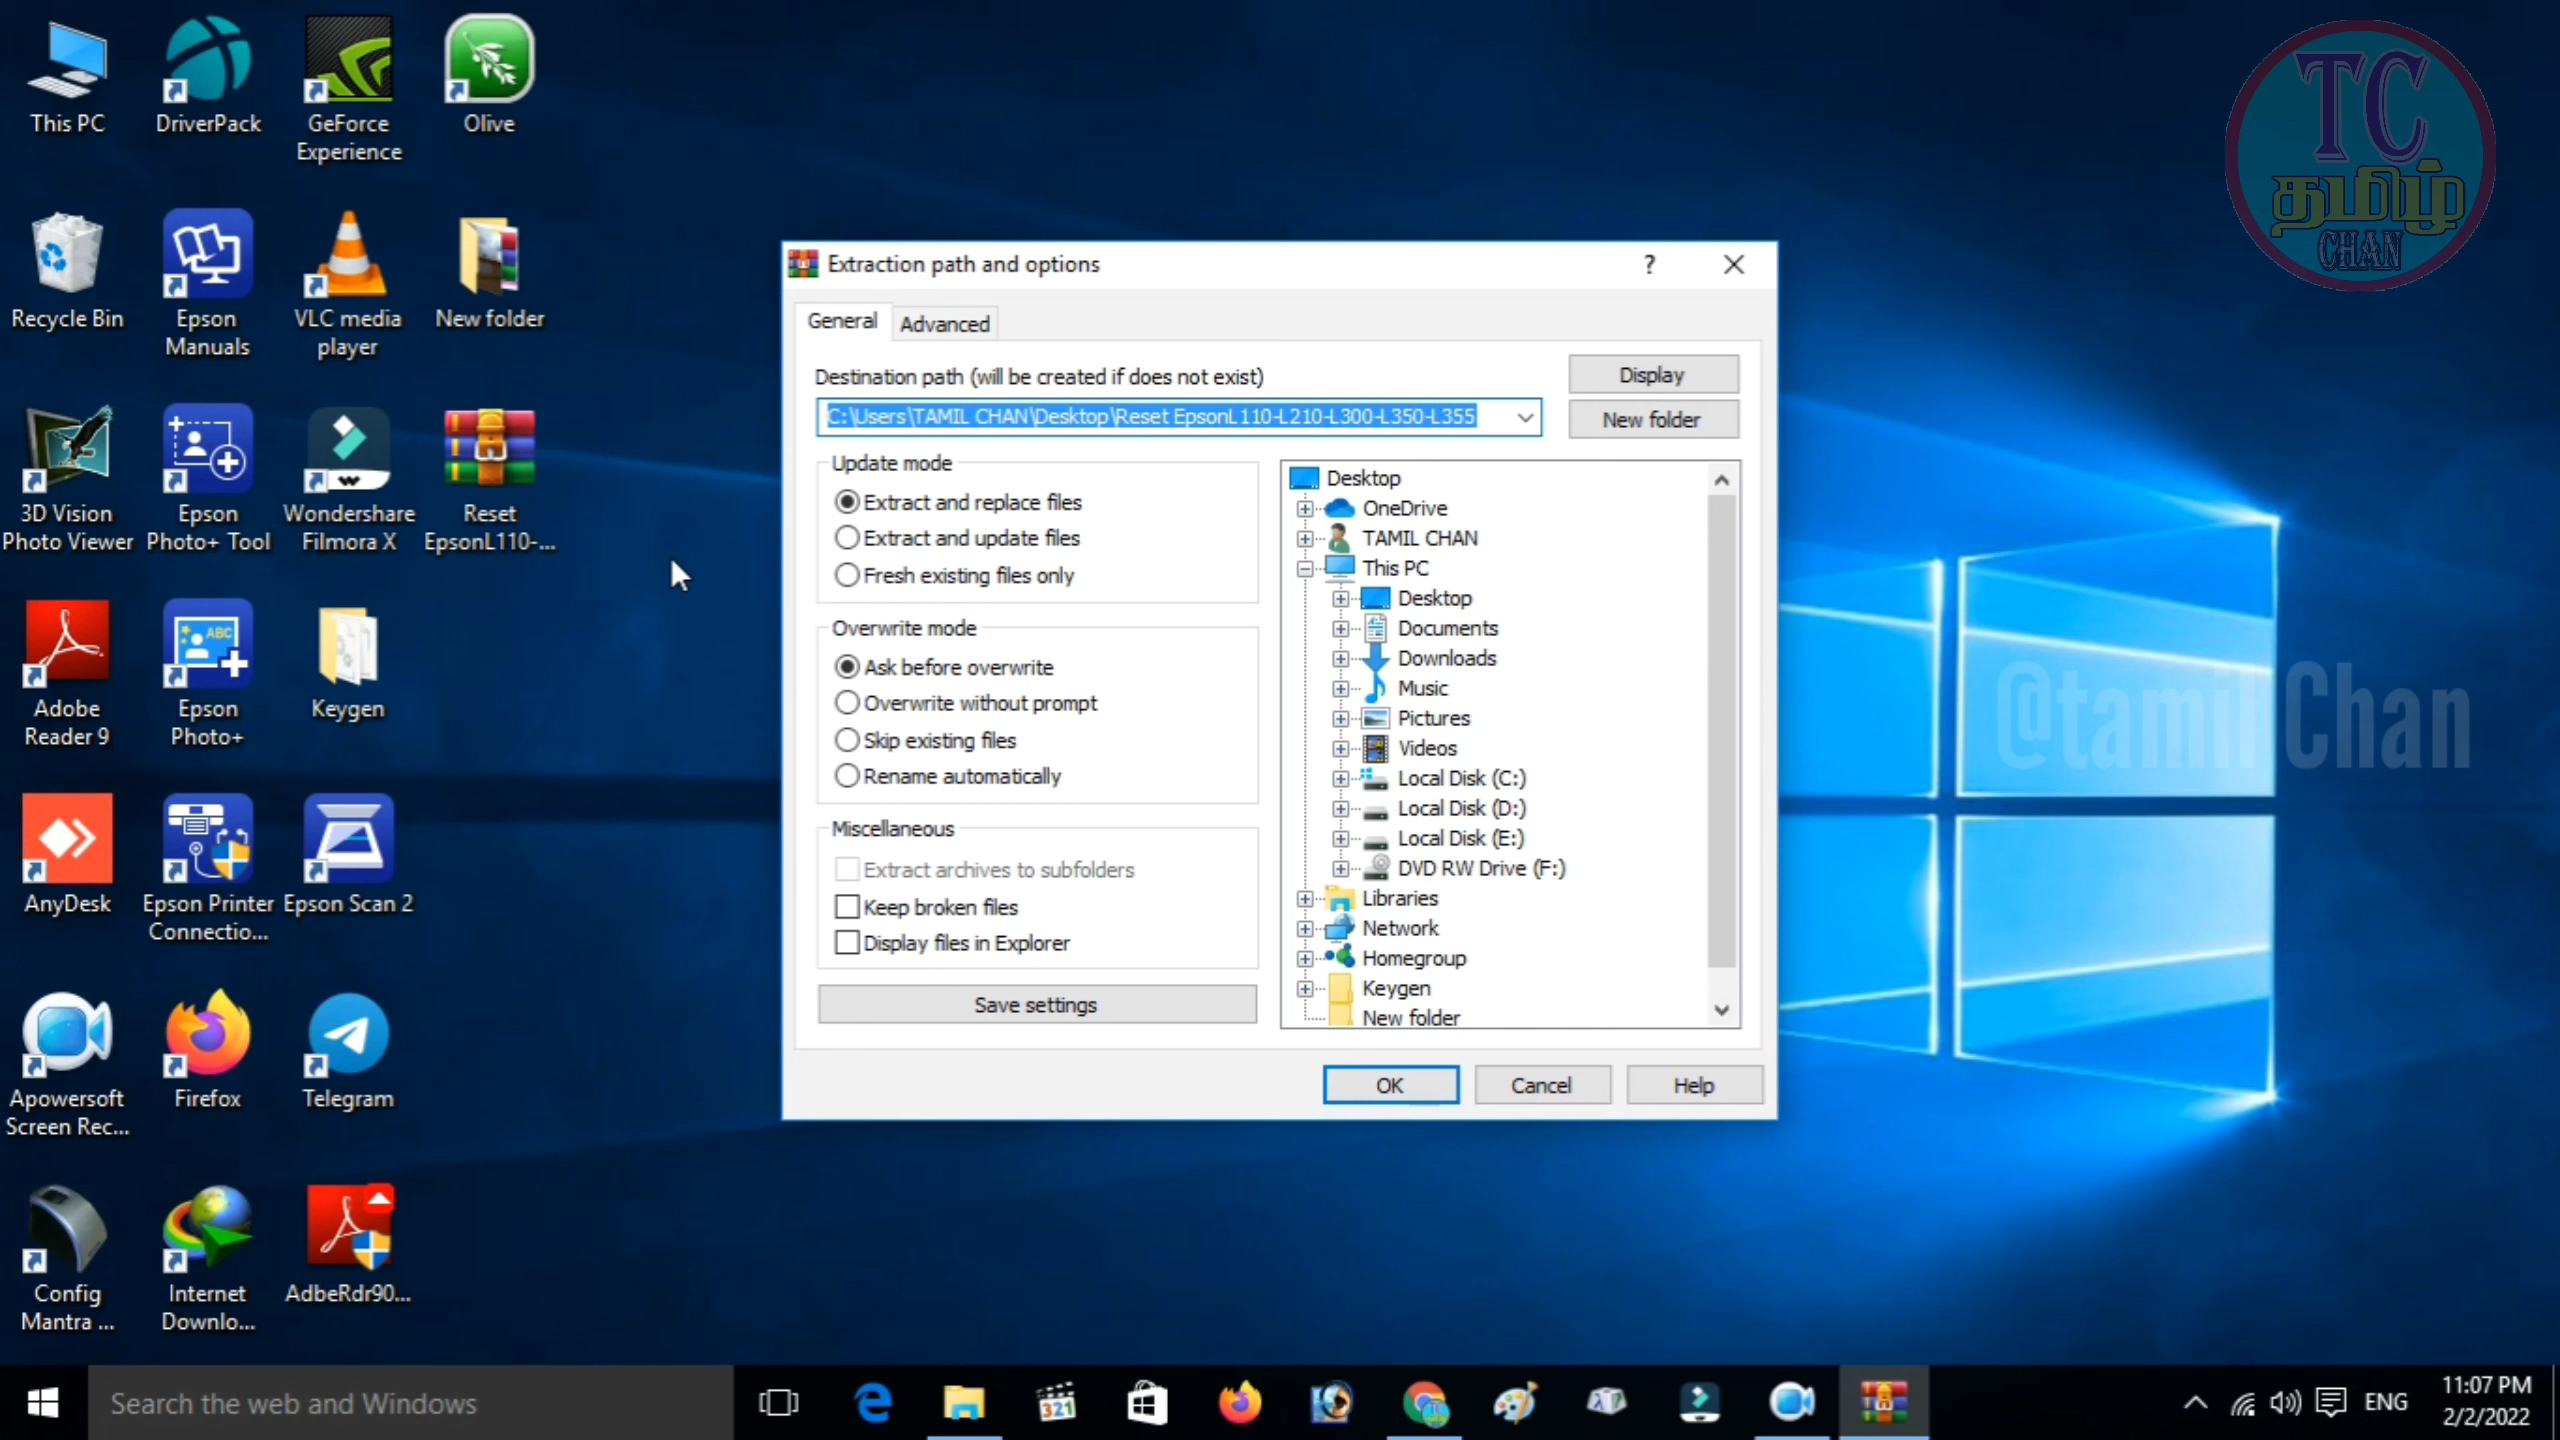 This PC
DriverPack
GeForce
Experience
Olive
Recycle Bin
Epson
Manuals
VLC media
player
New folder
3D Vision
Photo Viewer
Epson
Photo+ Tool
Wondershare
Filmora X
Reset
EpsonL110-...
Adobe
Reader 9
ABC
Epson
Photo+
Keygen
AnyDesk
Epson Printer
Connectio...
Epson Scan 2
Apowersoft
Screen Rec...
Firefox
Telegram
Config
Mantra ...
Internet
Downlo...
AdbeRdr90...
TC
தமிழ்
CHAN
Extraction path and options
?
General
Advanced
Destination path (will be created if does not exist)
Display
C:\Users\TAMIL CHAN\Desktop\Reset EpsonL110-L210-L300-L350-L355
New folder
Update mode
Extract and replace files
Extract and update files
Fresh existing files only
Overwrite mode
Ask before overwrite
Overwrite without prompt
Skip existing files
Rename automatically
Miscellaneous
Extract archives to subfolders
Keep broken files
Display files in Explorer
Save settings
Desktop
OneDrive
TAMIL CHAN
This PC
Desktop
Documents
Downloads
Music
Pictures
Videos
Local Disk (C:)
Local Disk (D:)
Local Disk (E:)
DVD RW Drive (F:)
Libraries
Network
Homegroup
Keygen
New folder
OK
Cancel
Help
@tamil Chan
Search the web and Windows
321
ENG
11:07 PM
2/2/2022